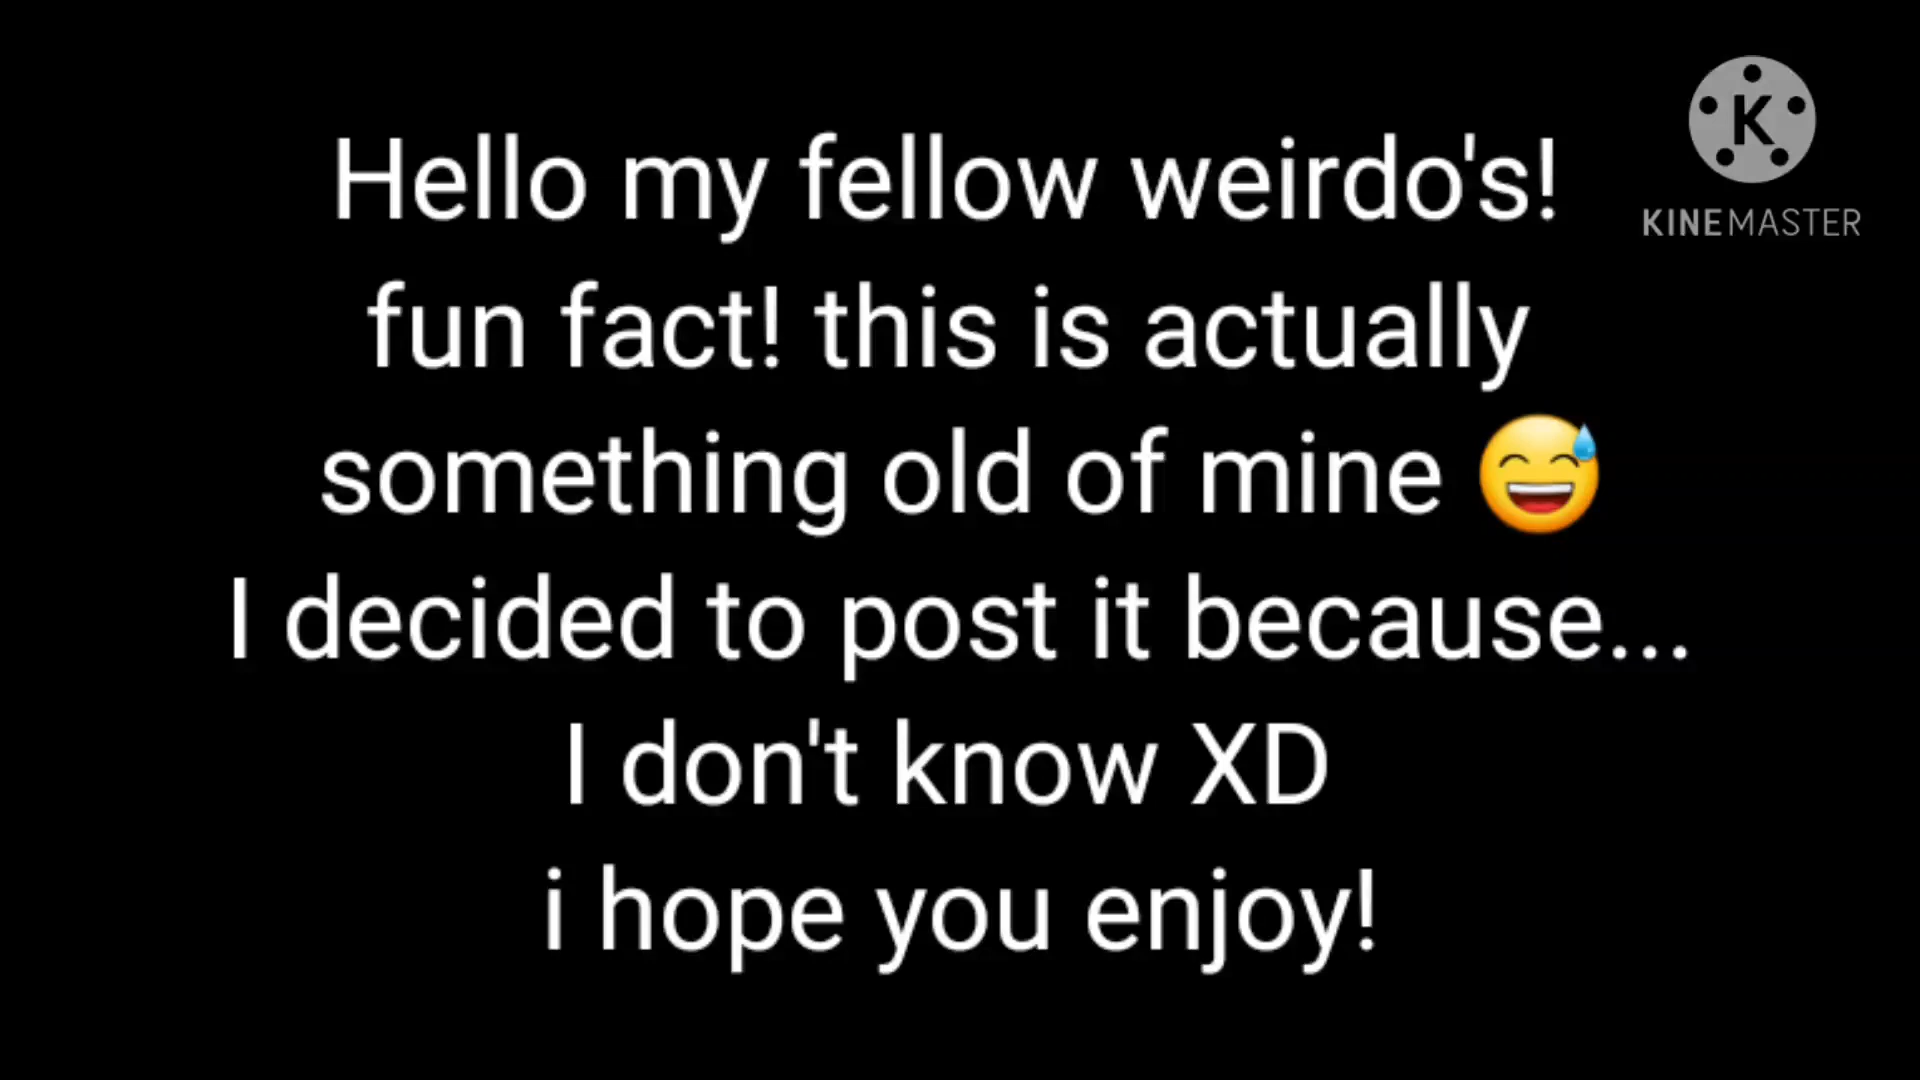 Hello my fellow weirdo's!
fun fact! this is actually
something old of mine 😅
I decided to post it because...
I don't know XD
i hope you enjoy!
K
KINEMASTER